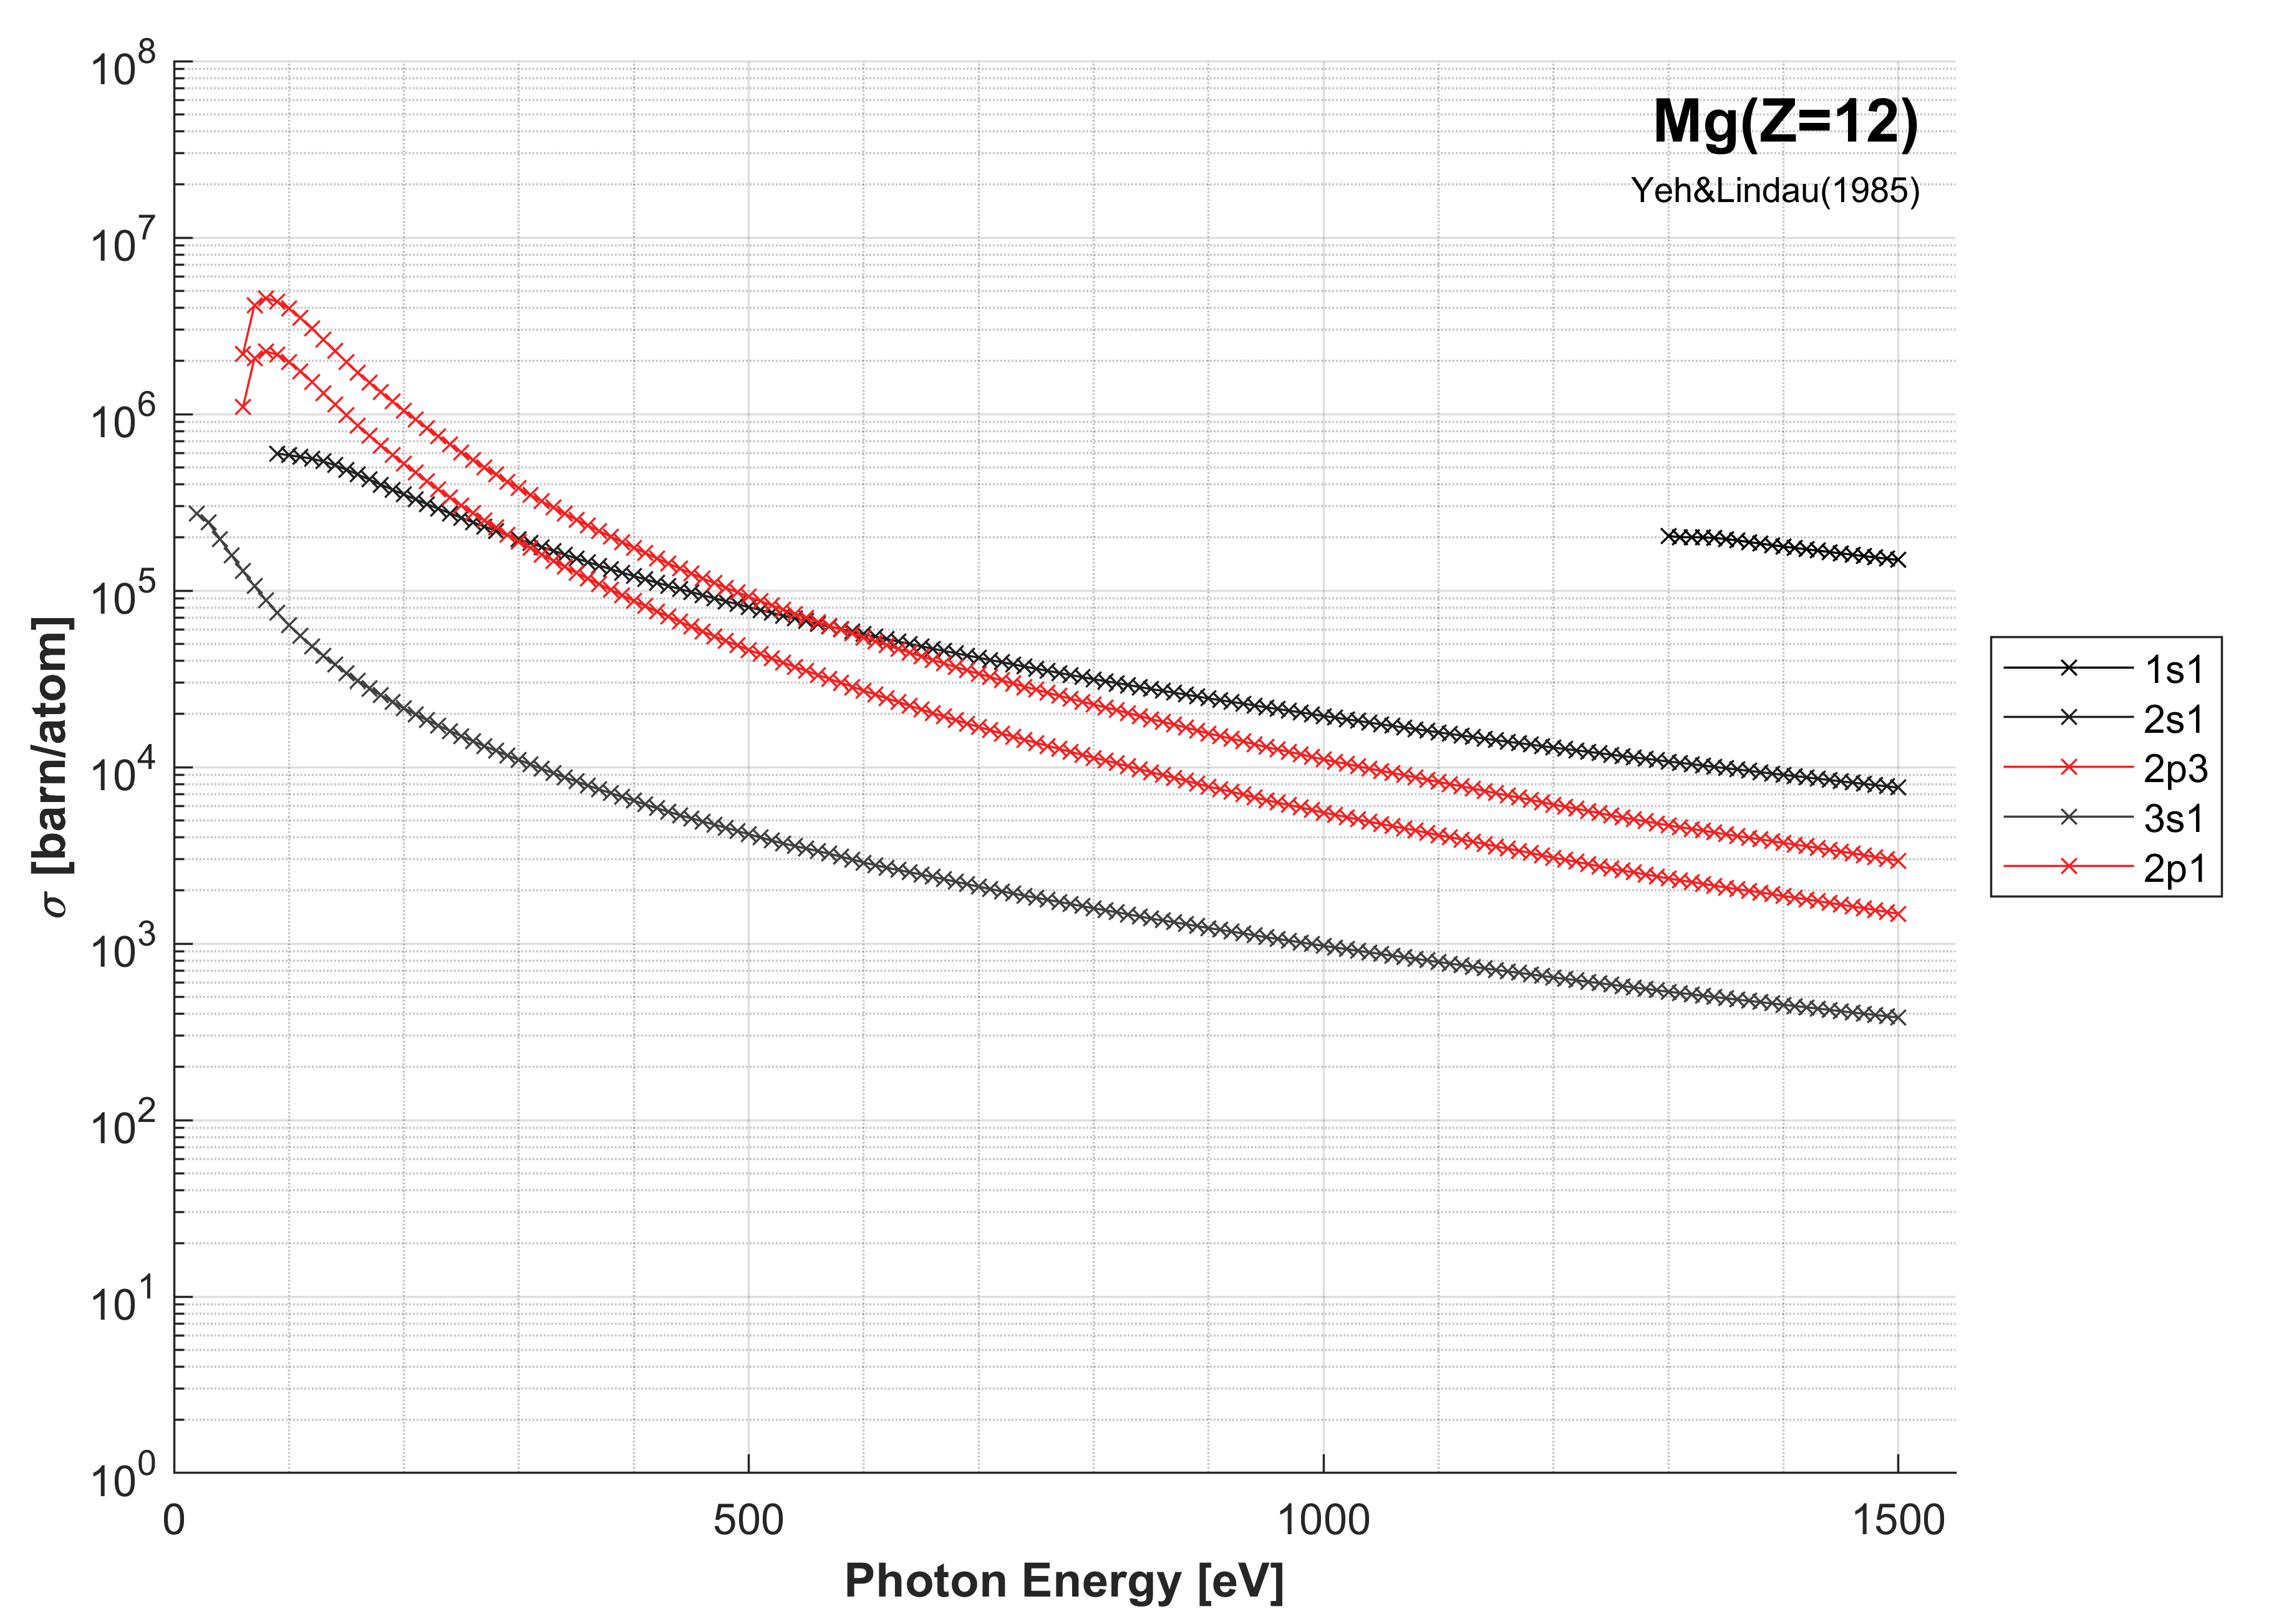 Mg(Z=12)
Yeh&Lindau(1985)
10^8
10^7
10^6
10^5
10^4
10^3
10^2
10^1
10^0
σ [barn/atom]
0
500
1000
1500
Photon Energy [eV]
1s1
2s1
2p3
3s1
2p1